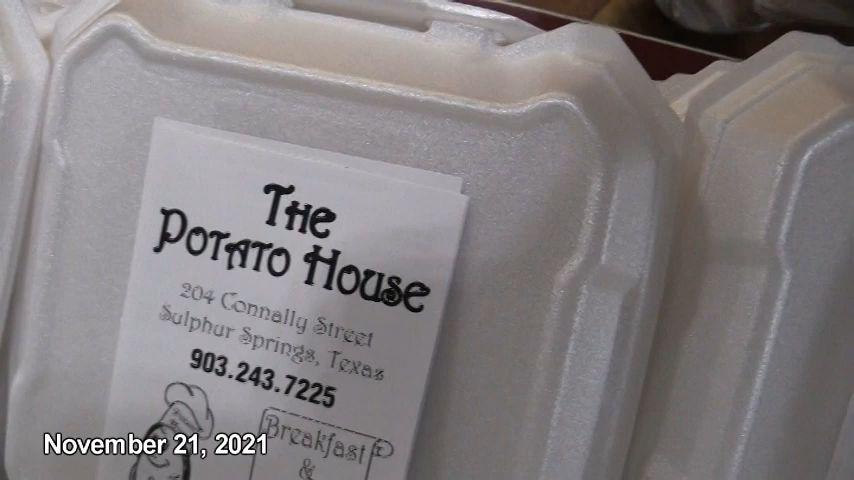 The
Potato House
204 Connally Street
Sulphur Springs, Texas
903.243.7225
Breakfast
&
November 21, 2021